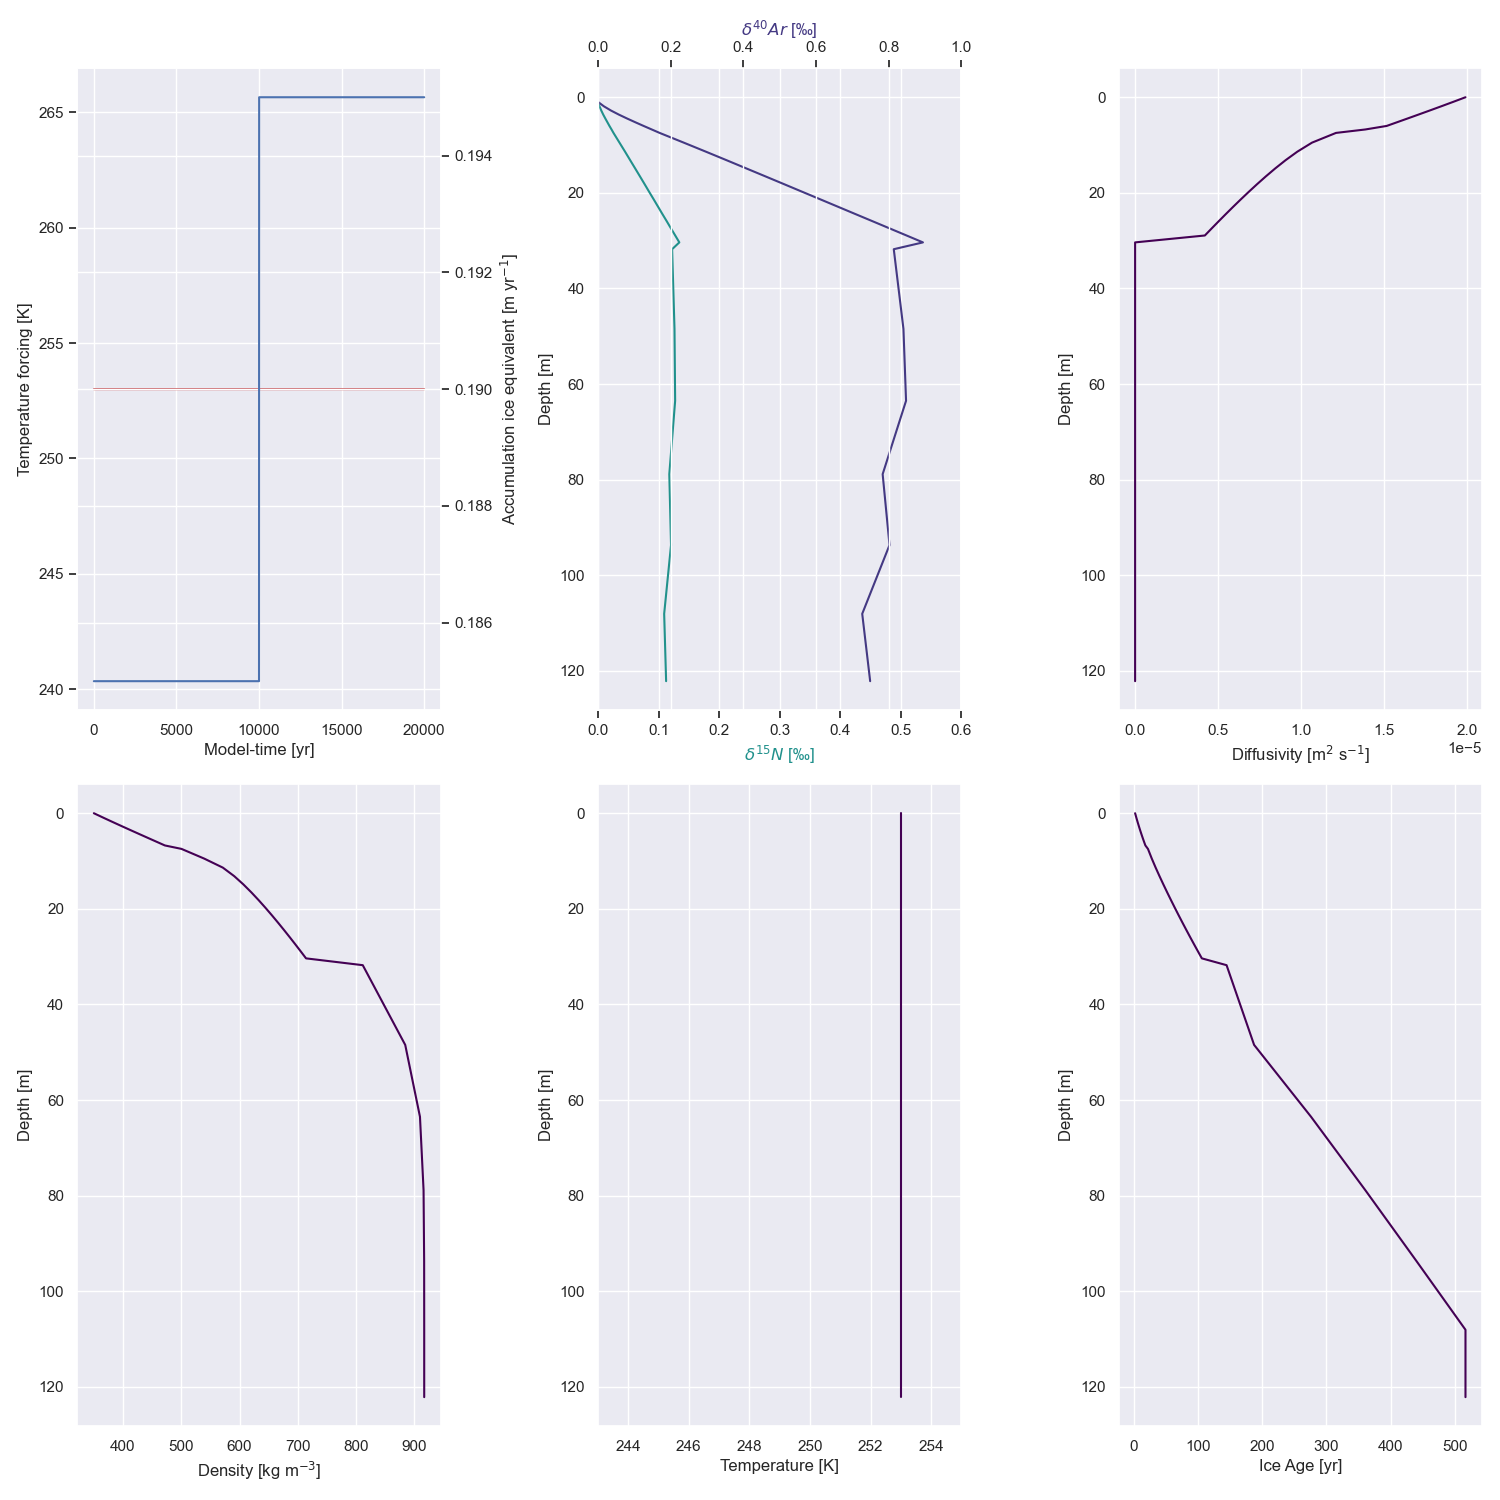 δ⁴⁰Ar [‰]
0.0 0.2 0.4 0.6 0.8 1.0
265
260
255
250
245
240
Temperature forcing [K]
0.194
0.192
0.190
0.188
0.186
Accumulation ice equivalent [m yr⁻¹]
0 5000 10000 15000 20000
Model-time [yr]
0
20
40
60
80
100
120
Depth [m]
0.0 0.1 0.2 0.3 0.4 0.5 0.6
δ¹⁵N [‰]
0
20
40
60
80
100
120
Depth [m]
0.0 0.5 1.0 1.5 2.0
1e−5
Diffusivity [m² s⁻¹]
0
20
40
60
80
100
120
Depth [m]
400 500 600 700 800 900
Density [kg m⁻³]
0
20
40
60
80
100
120
Depth [m]
244 246 248 250 252 254
Temperature [K]
0
20
40
60
80
100
120
Depth [m]
0 100 200 300 400 500
Ice Age [yr]